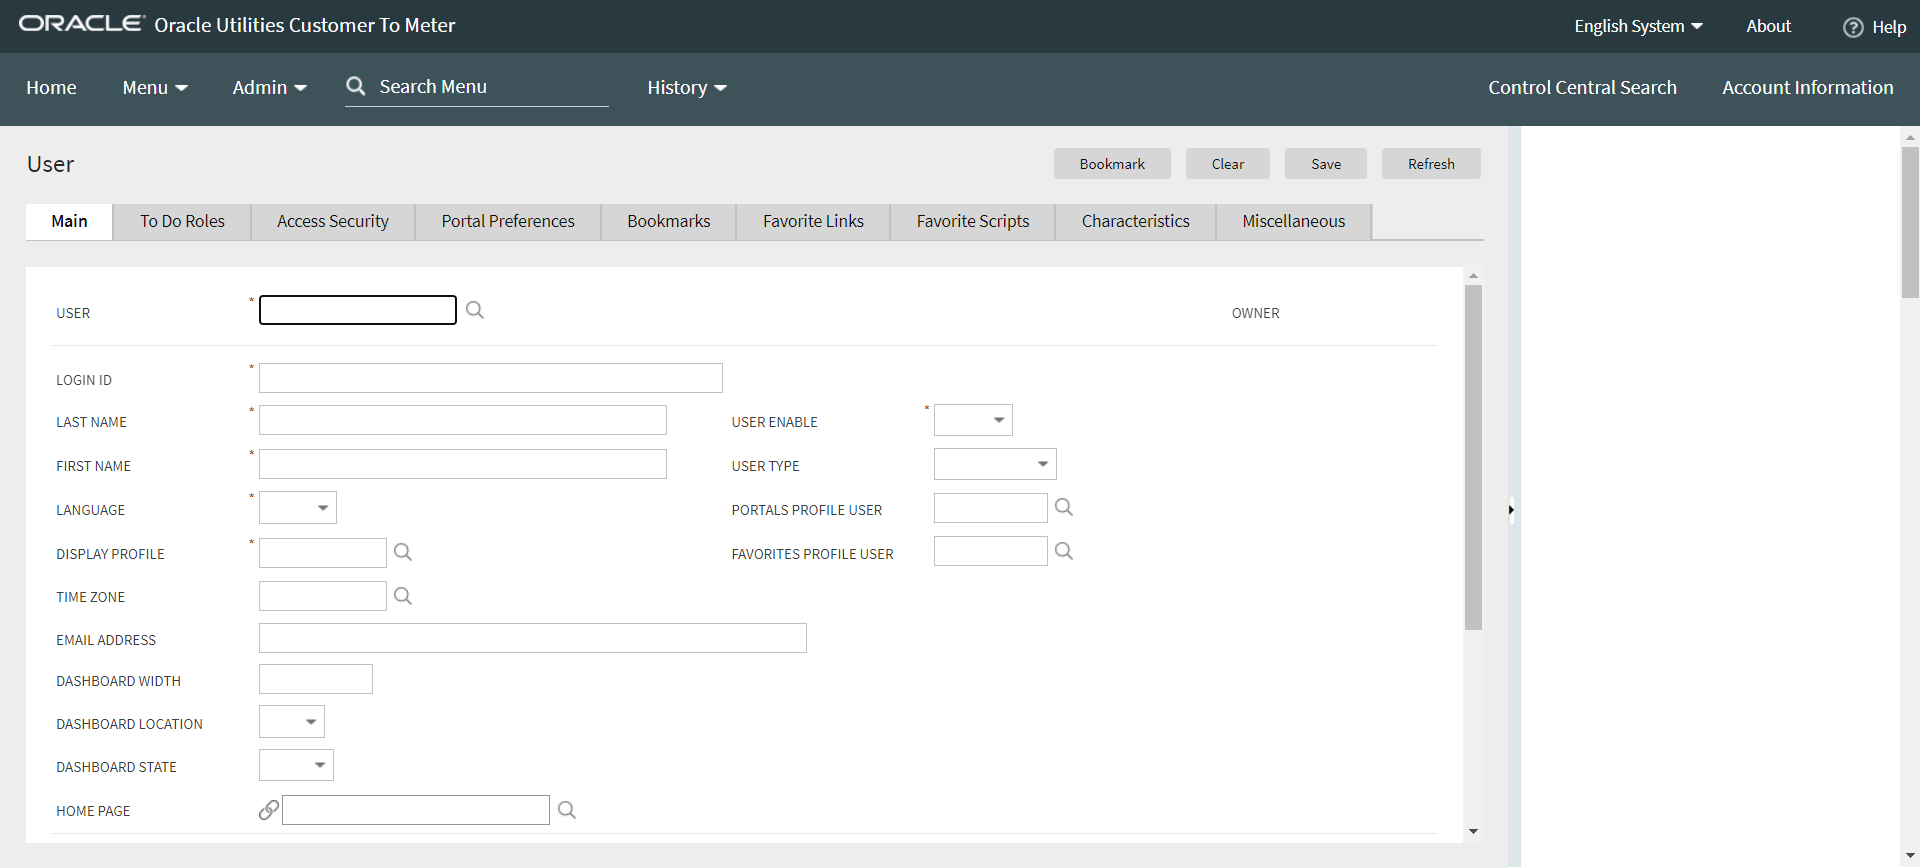 ORACLE Oracle Utilities Customer To Meter English System About Help
Home Menu Admin Search Menu History Control Central Search Account Information
User Bookmark Clear Save Refresh
Main To Do Roles Access Security Portal Preferences Bookmarks Favorite Links Favorite Scripts Characteristics Miscellaneous
USER * OWNER
LOGIN ID *
LAST NAME * USER ENABLE *
FIRST NAME * USER TYPE
LANGUAGE * PORTALS PROFILE USER
DISPLAY PROFILE * FAVORITES PROFILE USER
TIME ZONE
EMAIL ADDRESS
DASHBOARD WIDTH
DASHBOARD LOCATION
DASHBOARD STATE
HOME PAGE